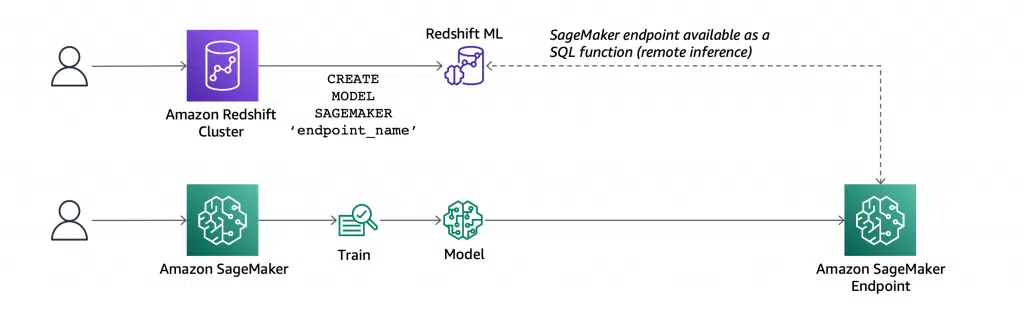 Redshift ML
SageMaker endpoint available as a
SQL function (remote inference)
CREATE
MODEL
SAGEMAKER
‘endpoint_name’
Amazon Redshift
Cluster
Amazon SageMaker
Train
Model
Amazon SageMaker
Endpoint